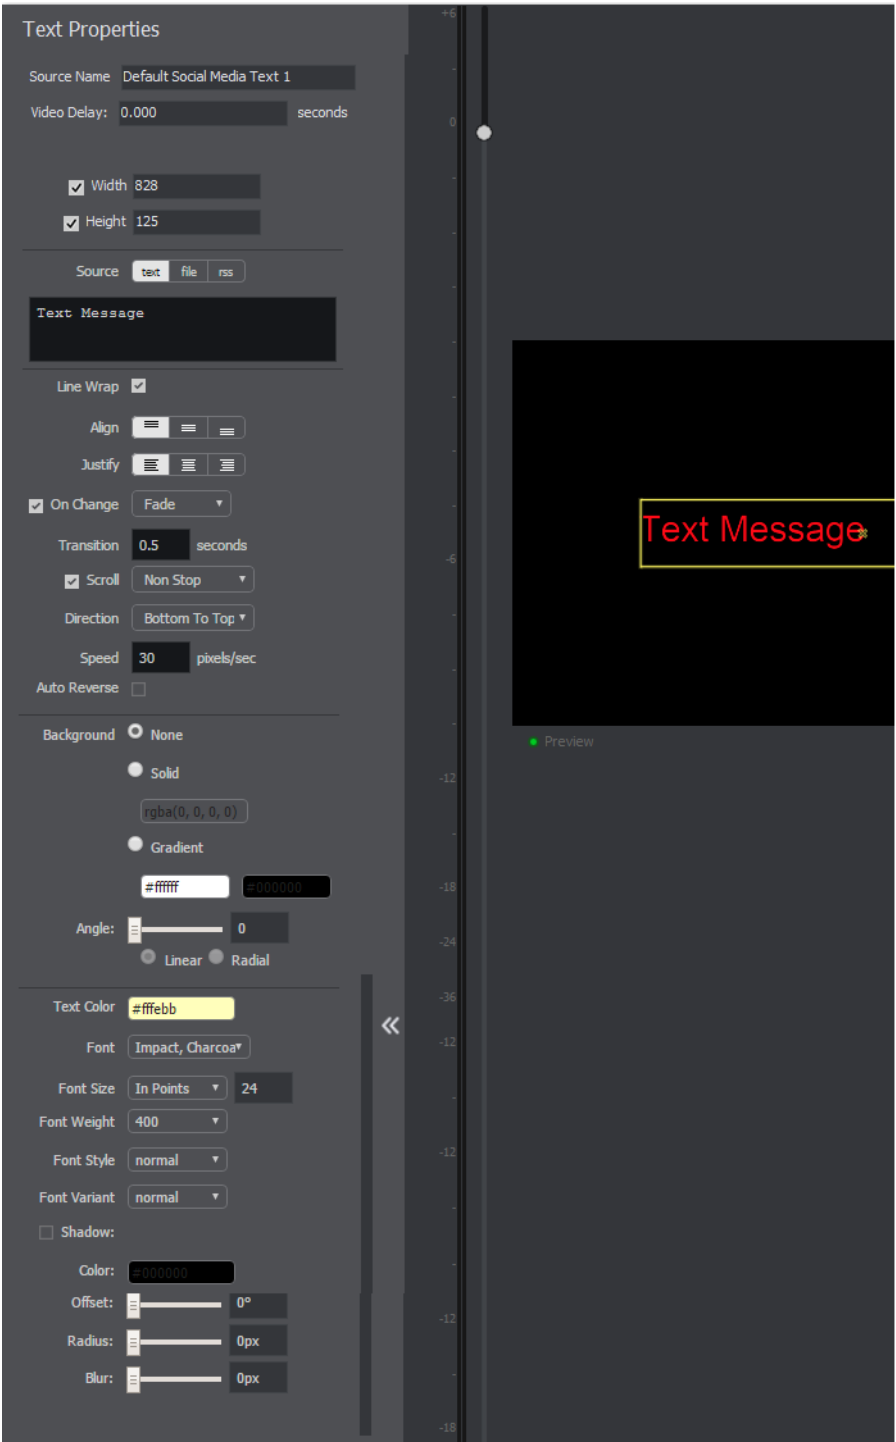 Text Properties
Source Name Default Social Media Text 1
Video Delay: 0.000 seconds
Width 828
Height 125
Source text file rss
Text Message
Line Wrap
Align
Justify
On Change Fade
Transition 0.5 seconds
Scroll Non Stop
Direction Bottom To Top
Speed 30 pixels/sec
Auto Reverse
Background None
Solid
rgba(0, 0, 0, 0)
Gradient
#ffffff #000000
Angle: 0
Linear Radial
Text Color #fffebb
Font Impact, Charcoa
Font Size In Points 24
Font Weight 400
Font Style normal
Font Variant normal
Shadow:
Color: #000000
Offset: 0°
Radius: 0px
Blur: 0px
+6
0
-6
-12
-18
-24
-36
-12
-12
-12
-18
Text Message
Preview